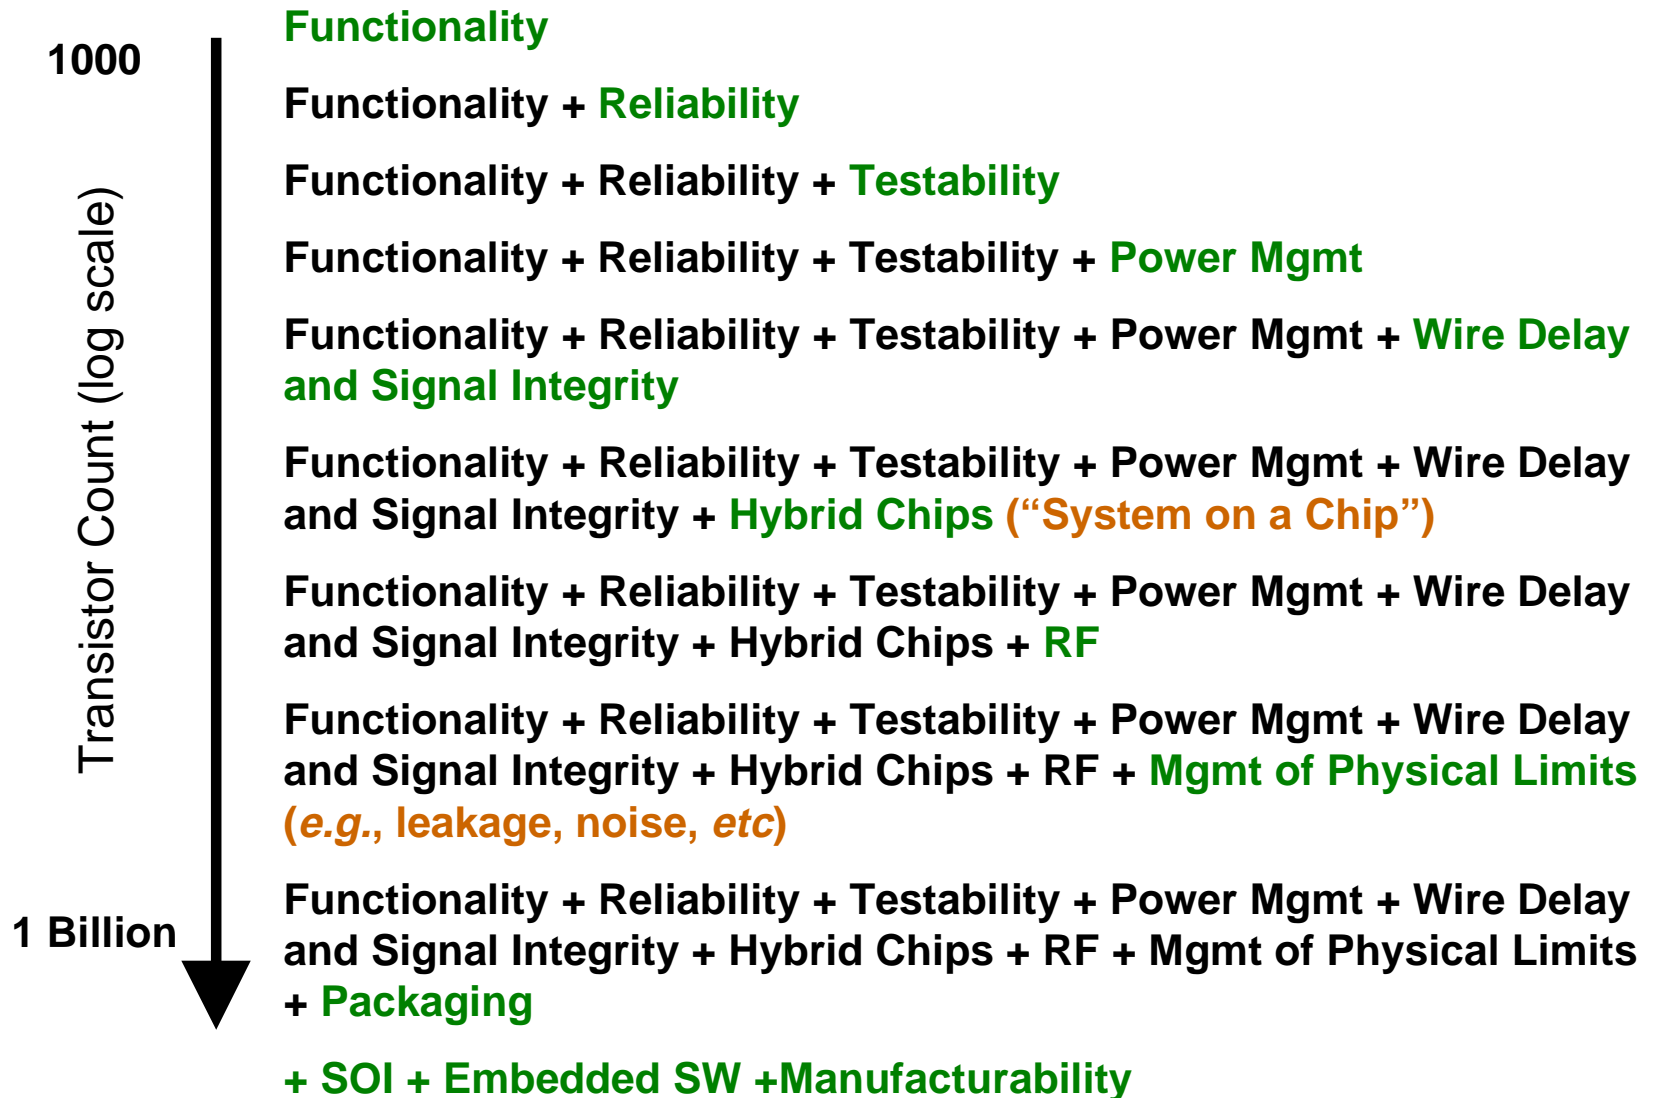 Functionality
1000
Functionality + Reliability
Functionality + Reliability + Testability
Functionality + Reliability + Testability + Power Mgmt
Functionality + Reliability + Testability + Power Mgmt + Wire Delay
and Signal Integrity
Functionality + Reliability + Testability + Power Mgmt + Wire Delay
and Signal Integrity + Hybrid Chips (“System on a Chip”)
Functionality + Reliability + Testability + Power Mgmt + Wire Delay
and Signal Integrity + Hybrid Chips + RF
Functionality + Reliability + Testability + Power Mgmt + Wire Delay
and Signal Integrity + Hybrid Chips + RF + Mgmt of Physical Limits
(e.g., leakage, noise, etc)
Functionality + Reliability + Testability + Power Mgmt + Wire Delay
and Signal Integrity + Hybrid Chips + RF + Mgmt of Physical Limits
+ Packaging
+ SOI + Embedded SW +Manufacturability
1 Billion
Transistor Count (log scale)